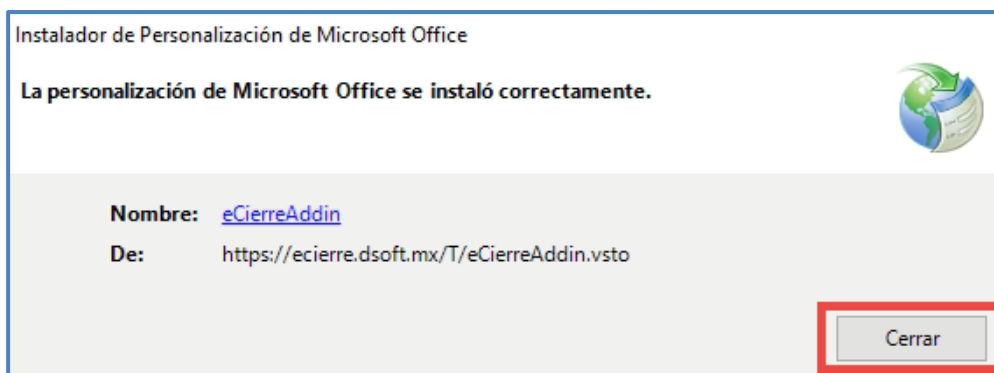 Instalador de Personalización de Microsoft Office
La personalización de Microsoft Office se instaló correctamente.
Nombre: eCierreAddin
De: https://ecierre.dsoft.mx/T/eCierreAddin.vsto
Cerrar